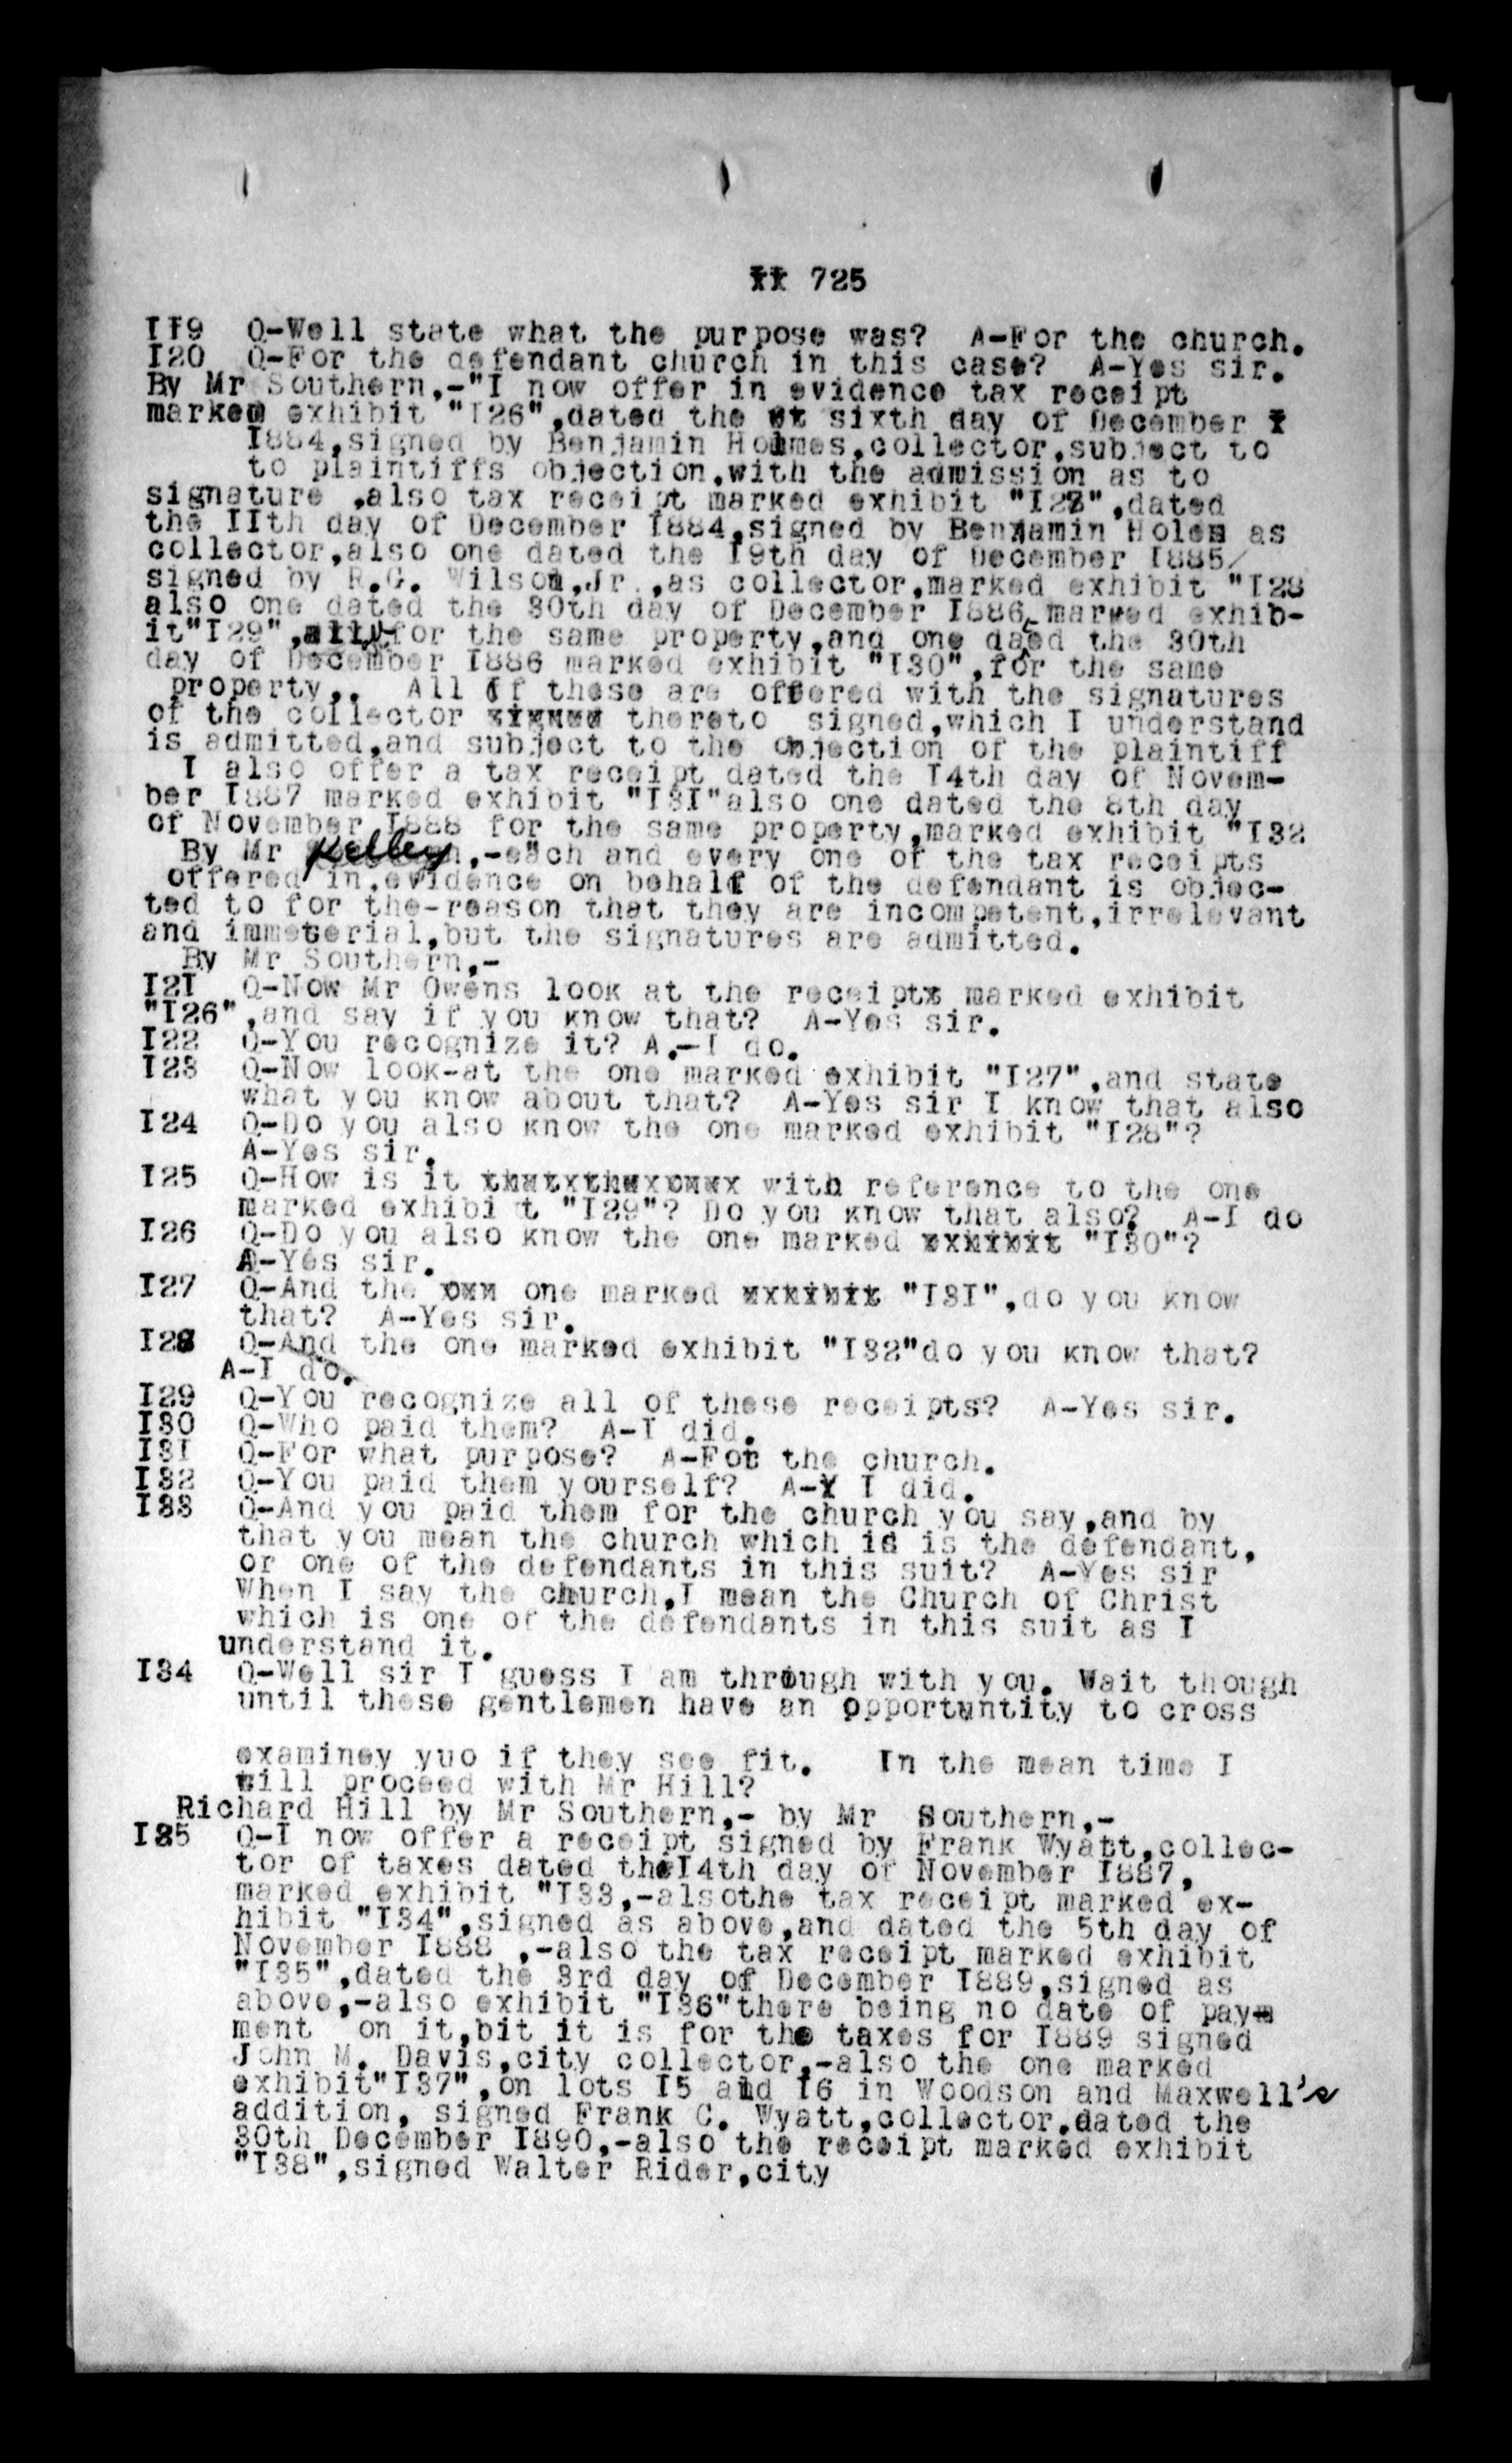 725
II9 Q-Well state what the purpose was? A-For the church.
I20 Q-For the defendant church in this case? A-Yes sir.
By Mr Southern,-"I now offer in evidence tax receipt
marked exhibit "I26",dated the sixth day of December
I884,signed by Benjamin Holmes,collector,subject to
to plaintiffs objection,with the admission as to
signature ,also tax receipt marked exhibit "I27",dated
the IIth day of December I884,signed by Benjamin Holes as
collector,also one dated the I9th day of December I885/
signed by R.G. Wilson,Jr.,as collector,marked exhibit "I28
also one dated the 30th day of December I886, marked exhib-
it"I29", for the same property,and one daed the 30th
day of December I886 marked exhibit "I30",for the same
property,. All of these are offered with the signatures
of the collector thereto signed,which I understand
is admitted,and subject to the objection of the plaintiff
I also offer a tax receipt dated the I4th day of Novem-
ber I887 marked exhibit "I3I"also one dated the 8th day
of November I888 for the same property,marked exhibit "I32
By Mr Kelley,-each and every one of the tax receipts
offered in,evidence on behalf of the defendant is objec-
ted to for the-reason that they are incompetent,irrelevant
and immeterial,but the signatures are admitted.
By Mr Southern,-
I2I Q-Now Mr Owens look at the receipt marked exhibit
"I26",and say if you know that? A-Yes sir.
I22 Q-You recognize it? A.-I do.
I23 Q-Now look-at the one marked exhibit "I27",and state
what you know about that? A-Yes sir I know that also
I24 Q-Do you also know the one marked exhibit "I28"?
A-Yes sir.
I25 Q-How is it with reference to the one
marked exhibi t "I29"? Do you know that also? A-I do
I26 Q-Do you also know the one marked exhibit "I30"?
A-Yes sir.
I27 Q-And the one marked exhibit "I3I",do you know
that? A-Yes sir.
I28 Q-And the one marked exhibit "I32"do you know that?
A-I do.
I29 Q-You recognize all of these receipts? A-Yes sir.
I30 Q-Who paid them? A-I did.
I3I Q-For what purpose? A-For the church.
I32 Q-You paid them yourself? A-Y I did.
I33 Q-And you paid them for the church you say,and by
that you mean the church which id is the defendant,
or one of the defendants in this suit? A-Yes sir
When I say the church,I mean the Church of Christ
which is one of the defendants in this suit as I
understand it.
I34 Q-Well sir I guess I am through with you. Wait though
until these gentlemen have an opportuntity to cross
examiney yuo if they see fit. In the mean time I
will proceed with Mr Hill?
Richard Hill by Mr Southern,- by Mr Southern,-
I35 Q-I now offer a receipt signed by Frank Wyatt,collec-
tor of taxes dated theI4th day of November I887,
marked exhibit "I33,-alsothe tax receipt marked ex-
hibit "I34",signed as above,and dated the 5th day of
November I888 ,-also the tax receipt marked exhibit
"I35",dated the 3rd day of December I889,signed as
above,-also exhibit "I36"there being no date of pay-
ment on it,bit it is for the taxes for I889 signed
John M. Davis,city collector,-also the one marked
exhibit"I37",on lots I5 and I6 in Woodson and Maxwell's
addition, signed Frank C. Wyatt,collector,dated the
30th December I890,-also the receipt marked exhibit
"I38",signed Walter Rider,city